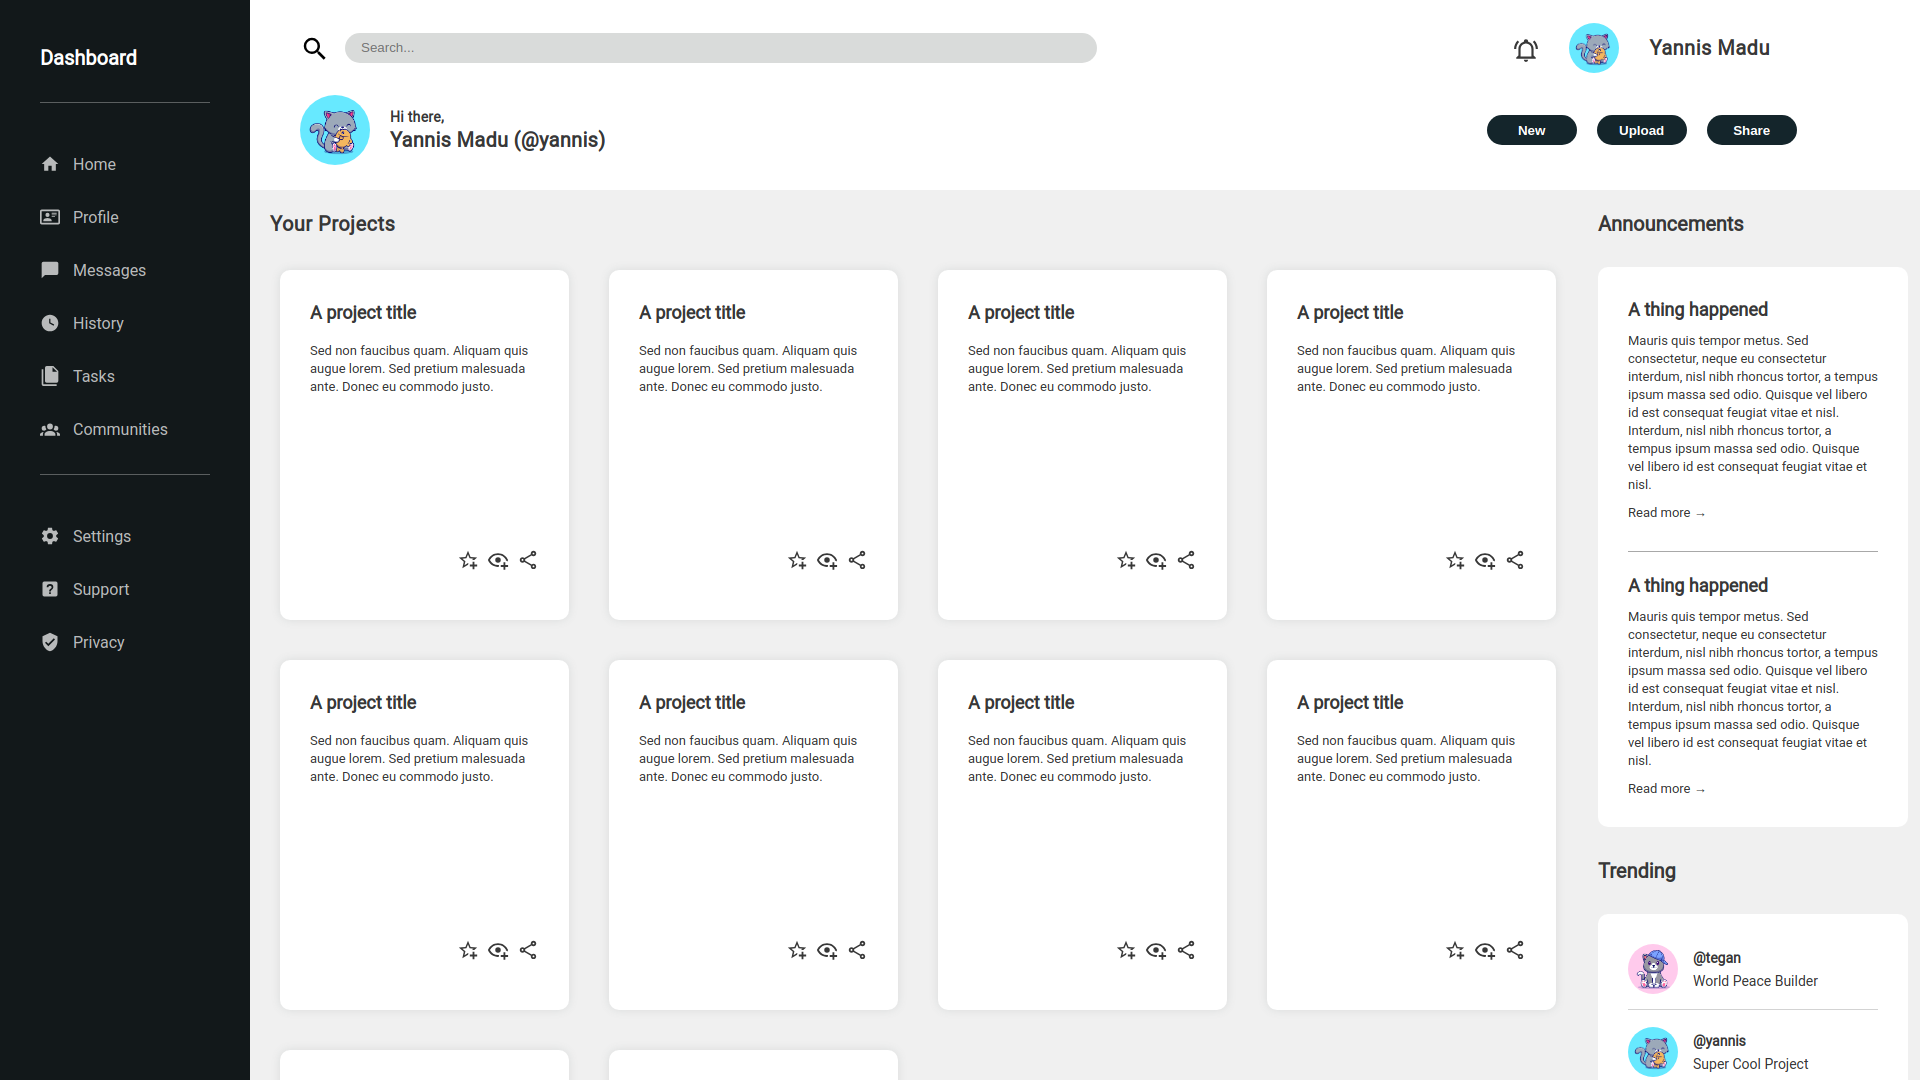 Dashboard
Home
Profile
Messages
History
Tasks
Communities
Settings
Support
Privacy
Search...
Yannis Madu
Hi there,
Yannis Madu (@yannis)
New
Upload
Share
Your Projects
A project title
Sed non faucibus quam. Aliquam quis
augue lorem. Sed pretium malesuada
ante. Donec eu commodo justo.
A project title
Sed non faucibus quam. Aliquam quis
augue lorem. Sed pretium malesuada
ante. Donec eu commodo justo.
A project title
Sed non faucibus quam. Aliquam quis
augue lorem. Sed pretium malesuada
ante. Donec eu commodo justo.
A project title
Sed non faucibus quam. Aliquam quis
augue lorem. Sed pretium malesuada
ante. Donec eu commodo justo.
A project title
Sed non faucibus quam. Aliquam quis
augue lorem. Sed pretium malesuada
ante. Donec eu commodo justo.
A project title
Sed non faucibus quam. Aliquam quis
augue lorem. Sed pretium malesuada
ante. Donec eu commodo justo.
A project title
Sed non faucibus quam. Aliquam quis
augue lorem. Sed pretium malesuada
ante. Donec eu commodo justo.
A project title
Sed non faucibus quam. Aliquam quis
augue lorem. Sed pretium malesuada
ante. Donec eu commodo justo.
Announcements
A thing happened
Mauris quis tempor metus. Sed
consectetur, neque eu consectetur
interdum, nisl nibh rhoncus tortor, a tempus
ipsum massa sed odio. Quisque vel libero
id est consequat feugiat vitae et nisl.
Interdum, nisl nibh rhoncus tortor, a
tempus ipsum massa sed odio. Quisque
vel libero id est consequat feugiat vitae et
nisl.
Read more →
A thing happened
Mauris quis tempor metus. Sed
consectetur, neque eu consectetur
interdum, nisl nibh rhoncus tortor, a tempus
ipsum massa sed odio. Quisque vel libero
id est consequat feugiat vitae et nisl.
Interdum, nisl nibh rhoncus tortor, a
tempus ipsum massa sed odio. Quisque
vel libero id est consequat feugiat vitae et
nisl.
Read more →
Trending
@tegan
World Peace Builder
@yannis
Super Cool Project